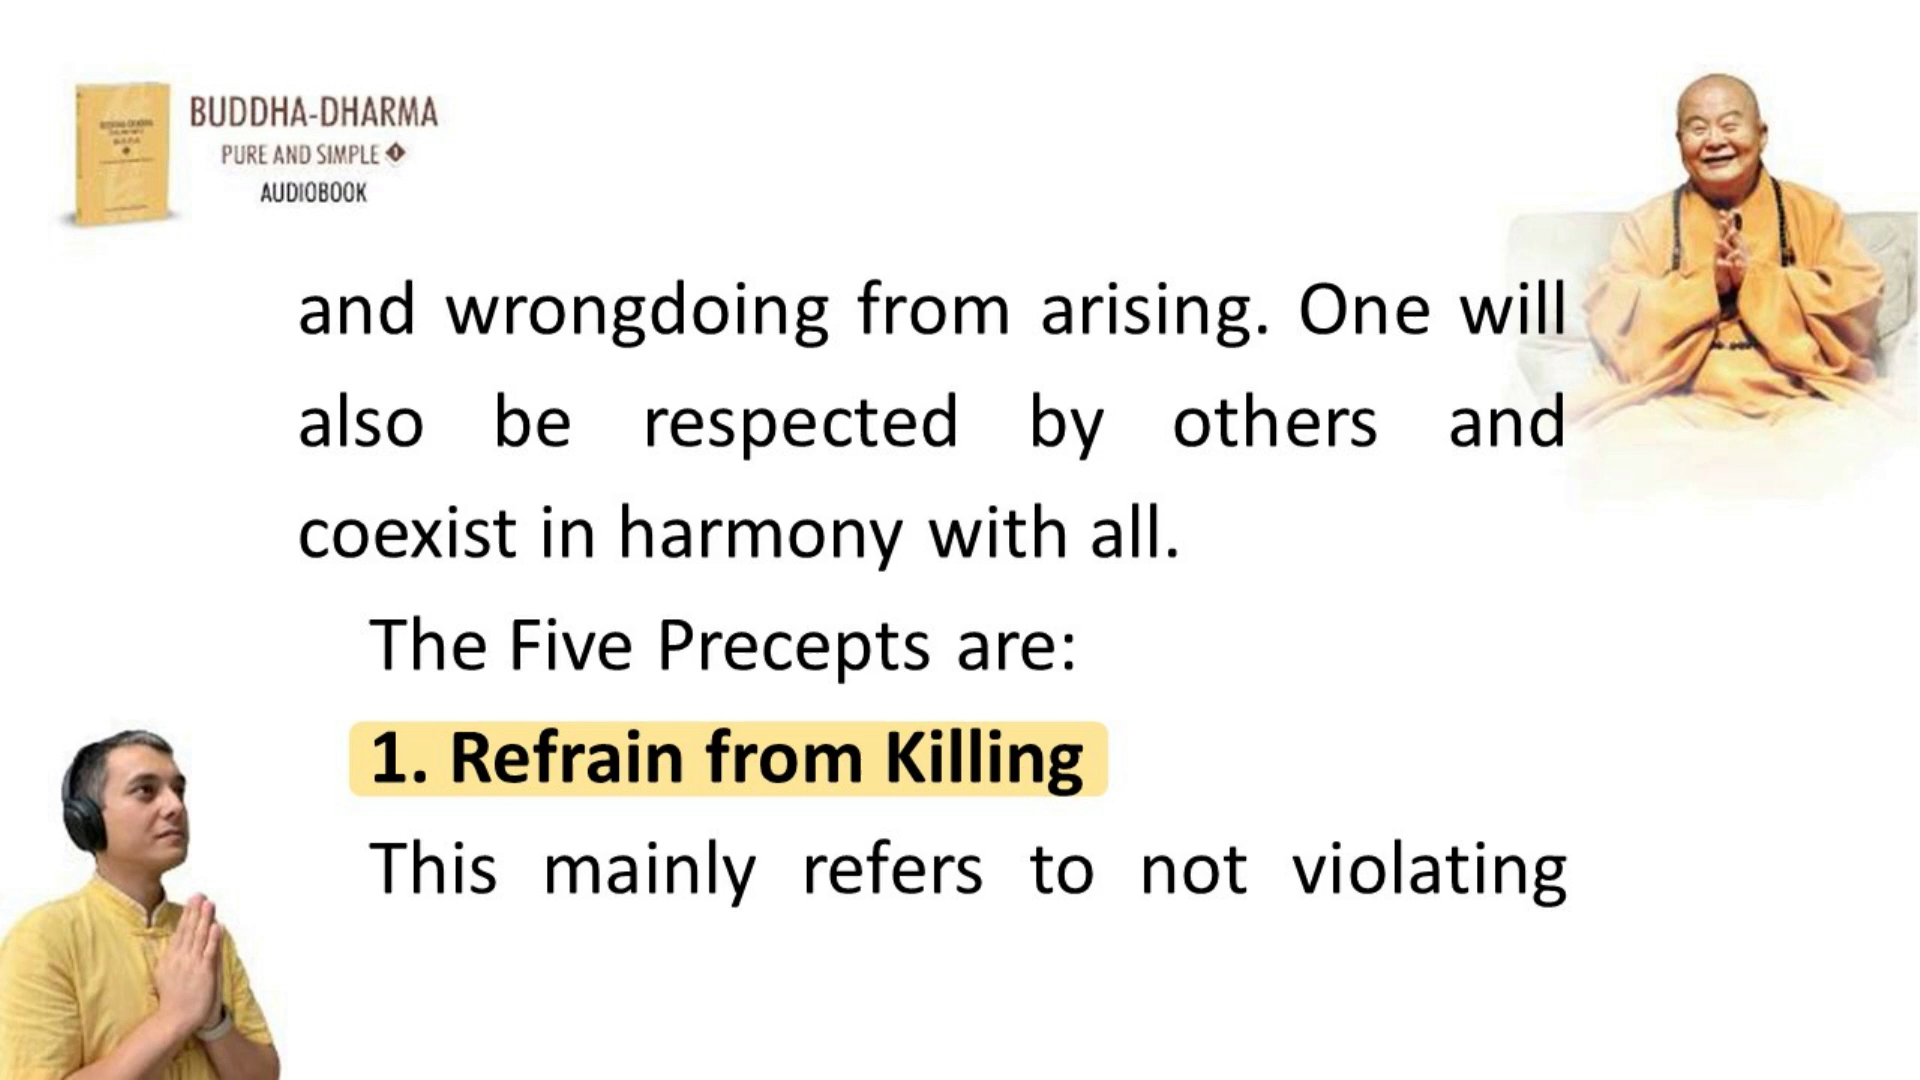 BUDDHA-DHARMA
PURE AND SIMPLE 1
AUDIOBOOK
and wrongdoing from arising. One will
also be respected by others and
coexist in harmony with all.
The Five Precepts are:
1. Refrain from Killing
This mainly refers to not violating